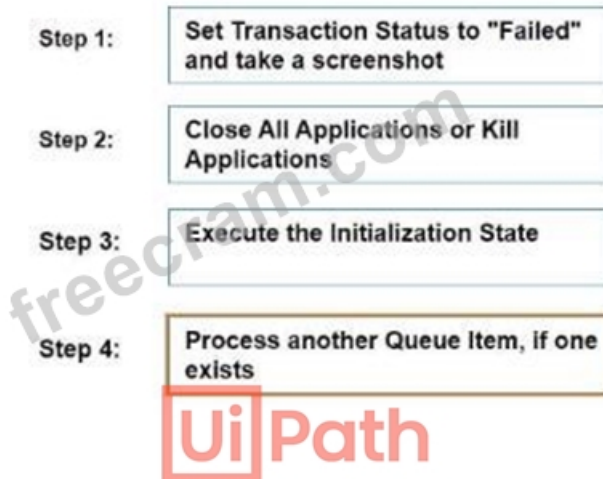 Step 1:
Set Transaction Status to "Failed"
and take a screenshot
Step 2:
Close All Applications or Kill
Applications
Step 3:
Execute the Initialization State
Step 4:
Process another Queue Item, if one
exists
freecram.com
UiPath